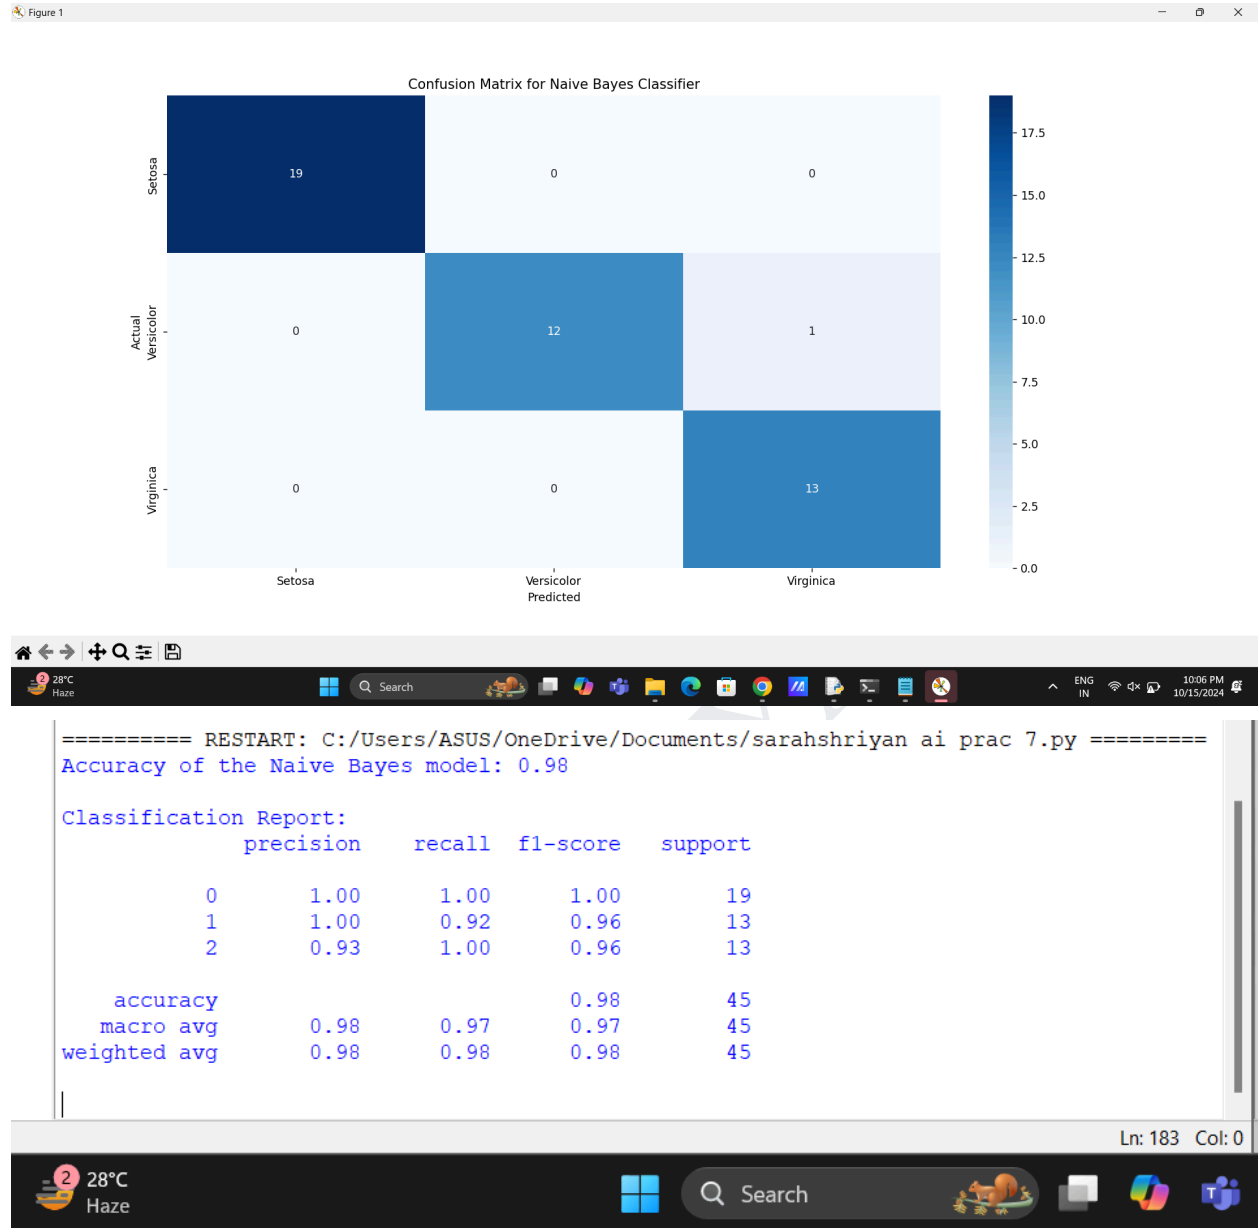 Figure 1
Confusion Matrix for Naive Bayes Classifier
Setosa
19
0
0
17.5
15.0
12.5
10.0
7.5
5.0
2.5
0.0
Actual
Versicolor
0
12
1
Virginica
0
0
13
Setosa
Versicolor
Virginica
Predicted
2
28°C
Haze
Search
ENG
IN
10:06 PM
10/15/2024
========== RESTART: C:/Users/ASUS/OneDrive/Documents/sarahshriyan ai prac 7.py =========
Accuracy of the Naive Bayes model: 0.98
Classification Report:
precision recall f1-score support
0 1.00 1.00 1.00 19
1 1.00 0.92 0.96 13
2 0.93 1.00 0.96 13
accuracy 0.98 45
macro avg 0.98 0.97 0.97 45
weighted avg 0.98 0.98 0.98 45
Ln: 183 Col: 0
2
28°C
Haze
Search